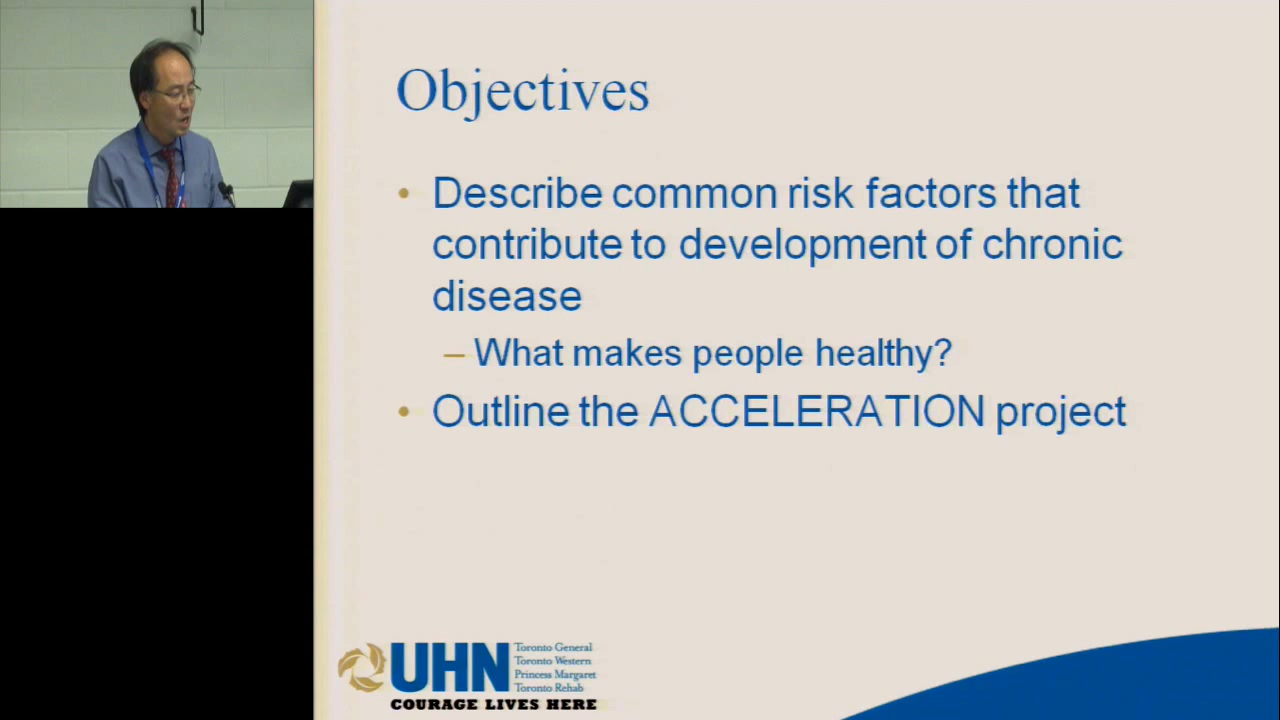 Objectives
• Describe common risk factors that
contribute to development of chronic
disease
– What makes people healthy?
• Outline the ACCELERATION project
UHN
Toronto General
Toronto Western
Princess Margaret
Toronto Rehab
COURAGE LIVES HERE